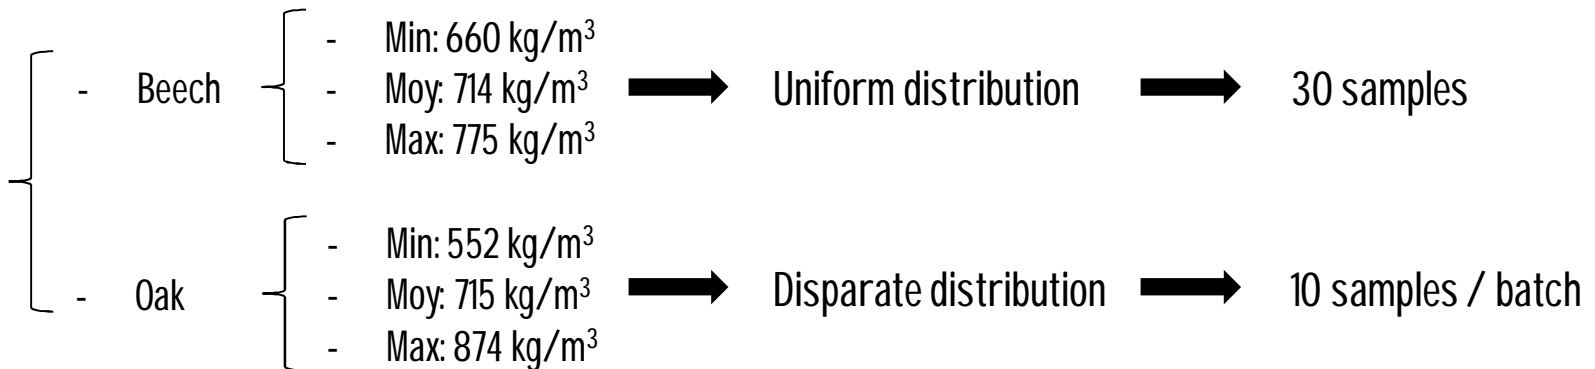 - Beech
- Min: 660 kg/m³
- Moy: 714 kg/m³
- Max: 775 kg/m³
Uniform distribution
30 samples
- Oak
- Min: 552 kg/m³
- Moy: 715 kg/m³
- Max: 874 kg/m³
Disparate distribution
10 samples / batch